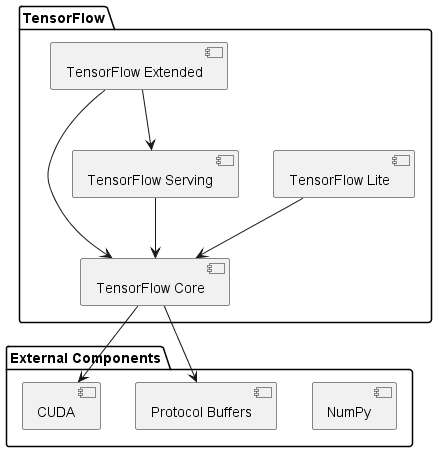 TensorFlow
TensorFlow Extended
TensorFlow Serving
TensorFlow Lite
TensorFlow Core
External Components
CUDA
Protocol Buffers
NumPy